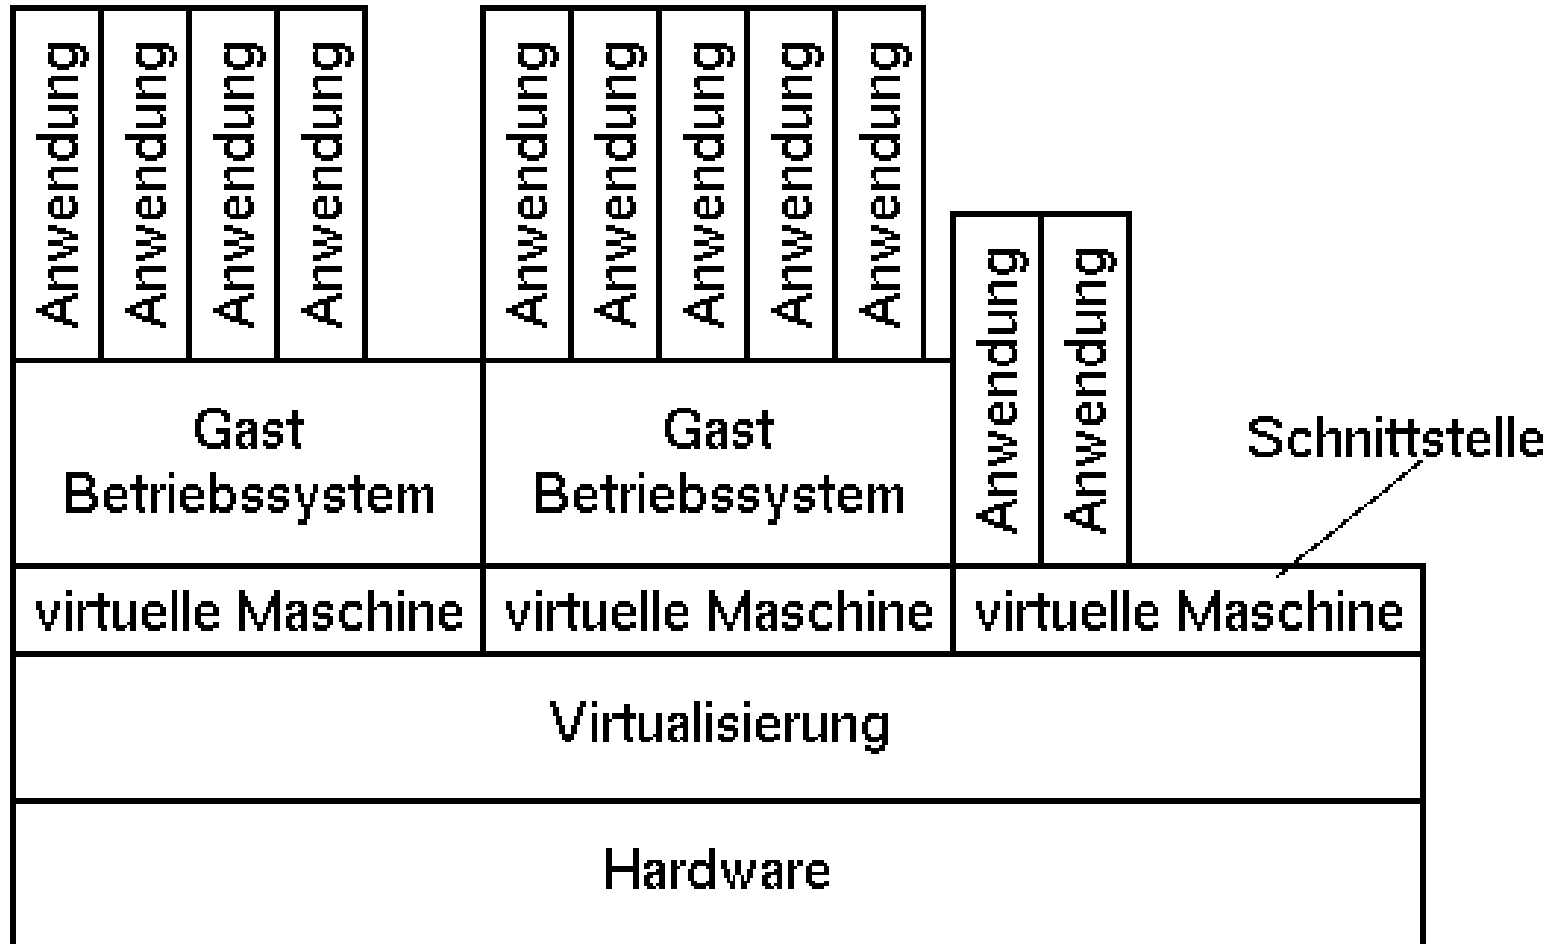 Anwendung
Anwendung
Anwendung
Anwendung
Anwendung
Anwendung
Anwendung
Anwendung
Anwendung
Anwendung
Anwendung
Gast
Betriebssystem
Gast
Betriebssystem
Schnittstelle
virtuelle Maschine
virtuelle Maschine
virtuelle Maschine
Virtualisierung
Hardware